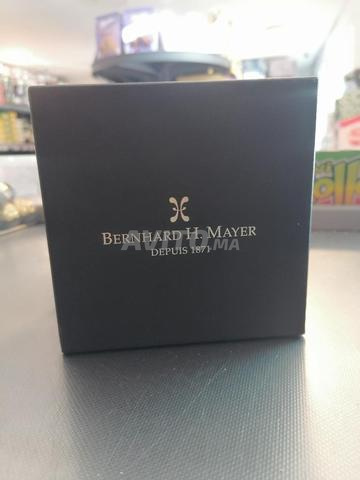 BERNHARD H. MAYER
AVITO.MA
DEPUIS 1871